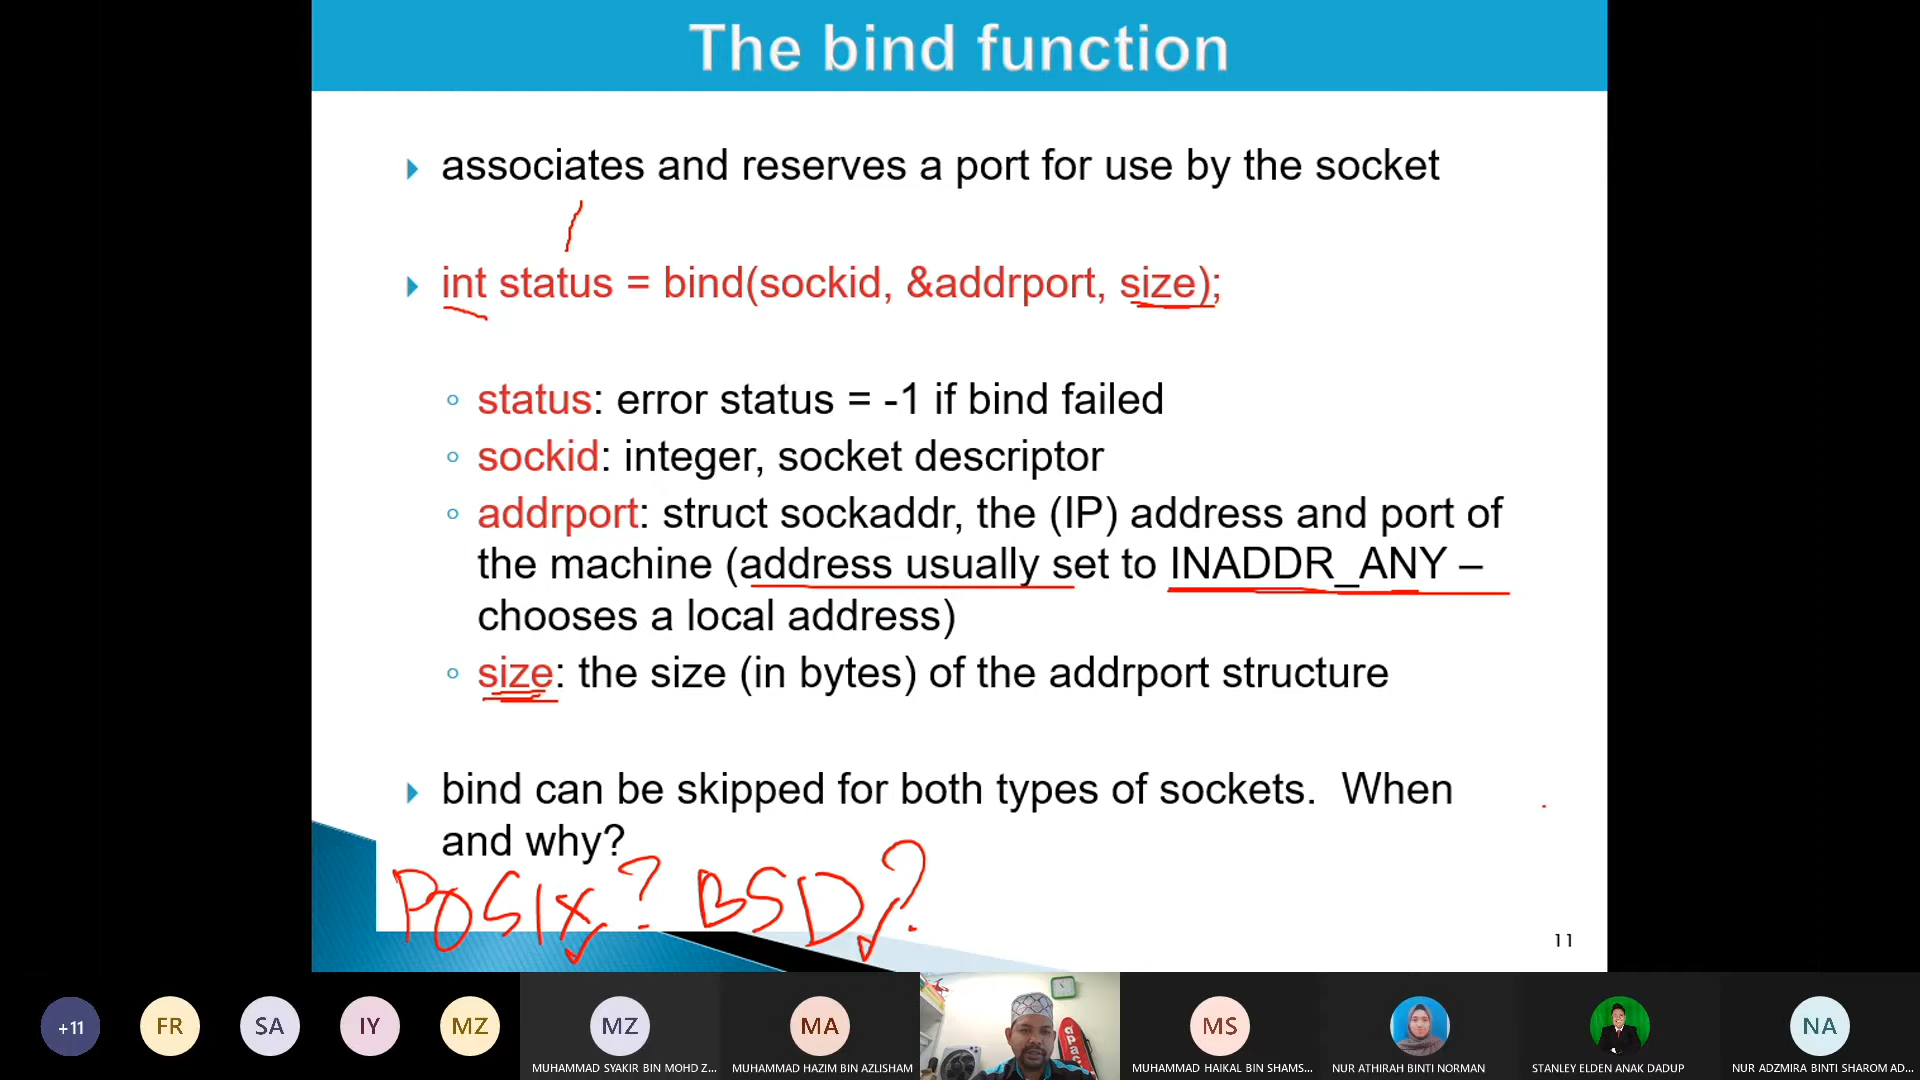 The bind function
associates and reserves a port for use by the socket
int status = bind(sockid, &addrport, size);
status: error status = -1 if bind failed
sockid: integer, socket descriptor
addrport: struct sockaddr, the (IP) address and port of
the machine (address usually set to INADDR_ANY –
chooses a local address)
size: the size (in bytes) of the addrport structure
bind can be skipped for both types of sockets. When
and why?
POSIX? BSD?
11
+11
FR
SA
IY
MZ
MZ
MA
MS
NA
MUHAMMAD SYAKIR BIN MOHD Z...
MUHAMMAD HAZIM BIN AZLISHAM
MUHAMMAD HAIKAL BIN SHAMS...
NUR ATHIRAH BINTI NORMAN
STANLEY ELDEN ANAK DADUP
NUR ADZMIRA BINTI SHAROM AD...